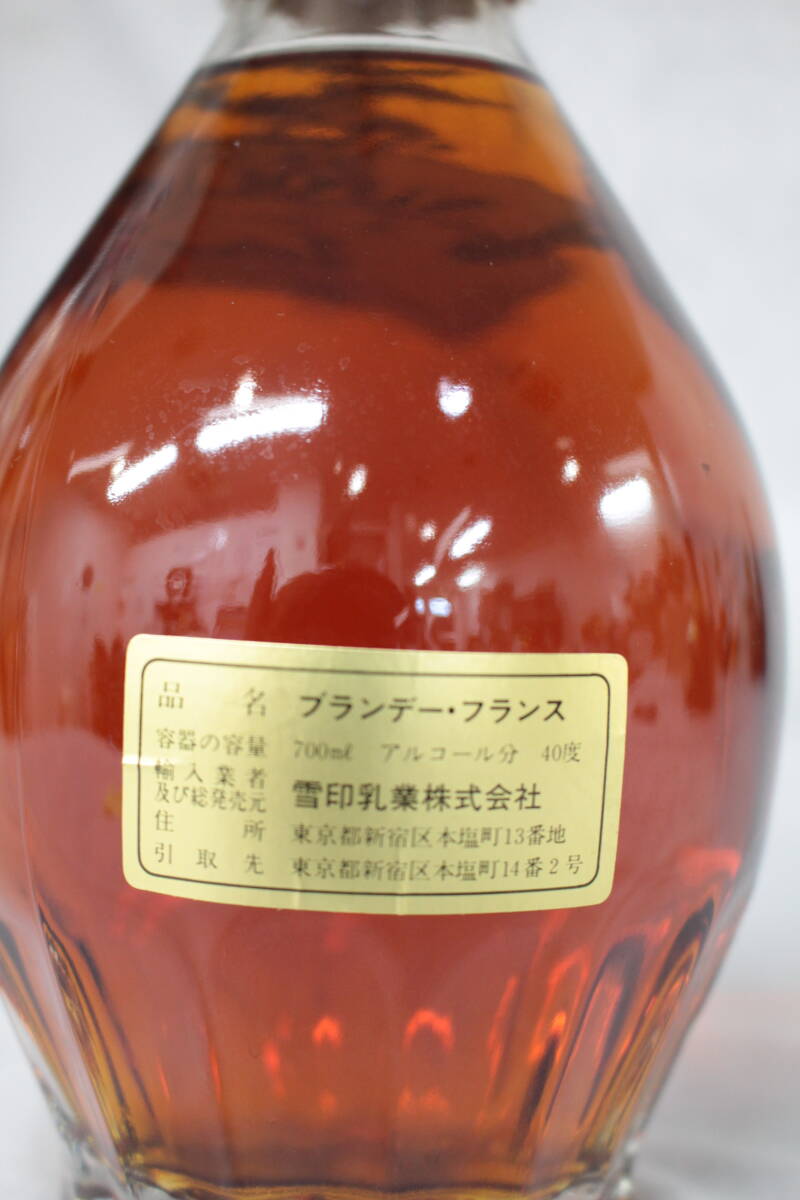 品名 ブランデー・フランス
容器の容量 700mℓ アルコール分 40度
輸入業者及び総発売元 雪印乳業株式会社
住所 東京都新宿区本塩町13番地
引取先 東京都新宿区本塩町14番2号